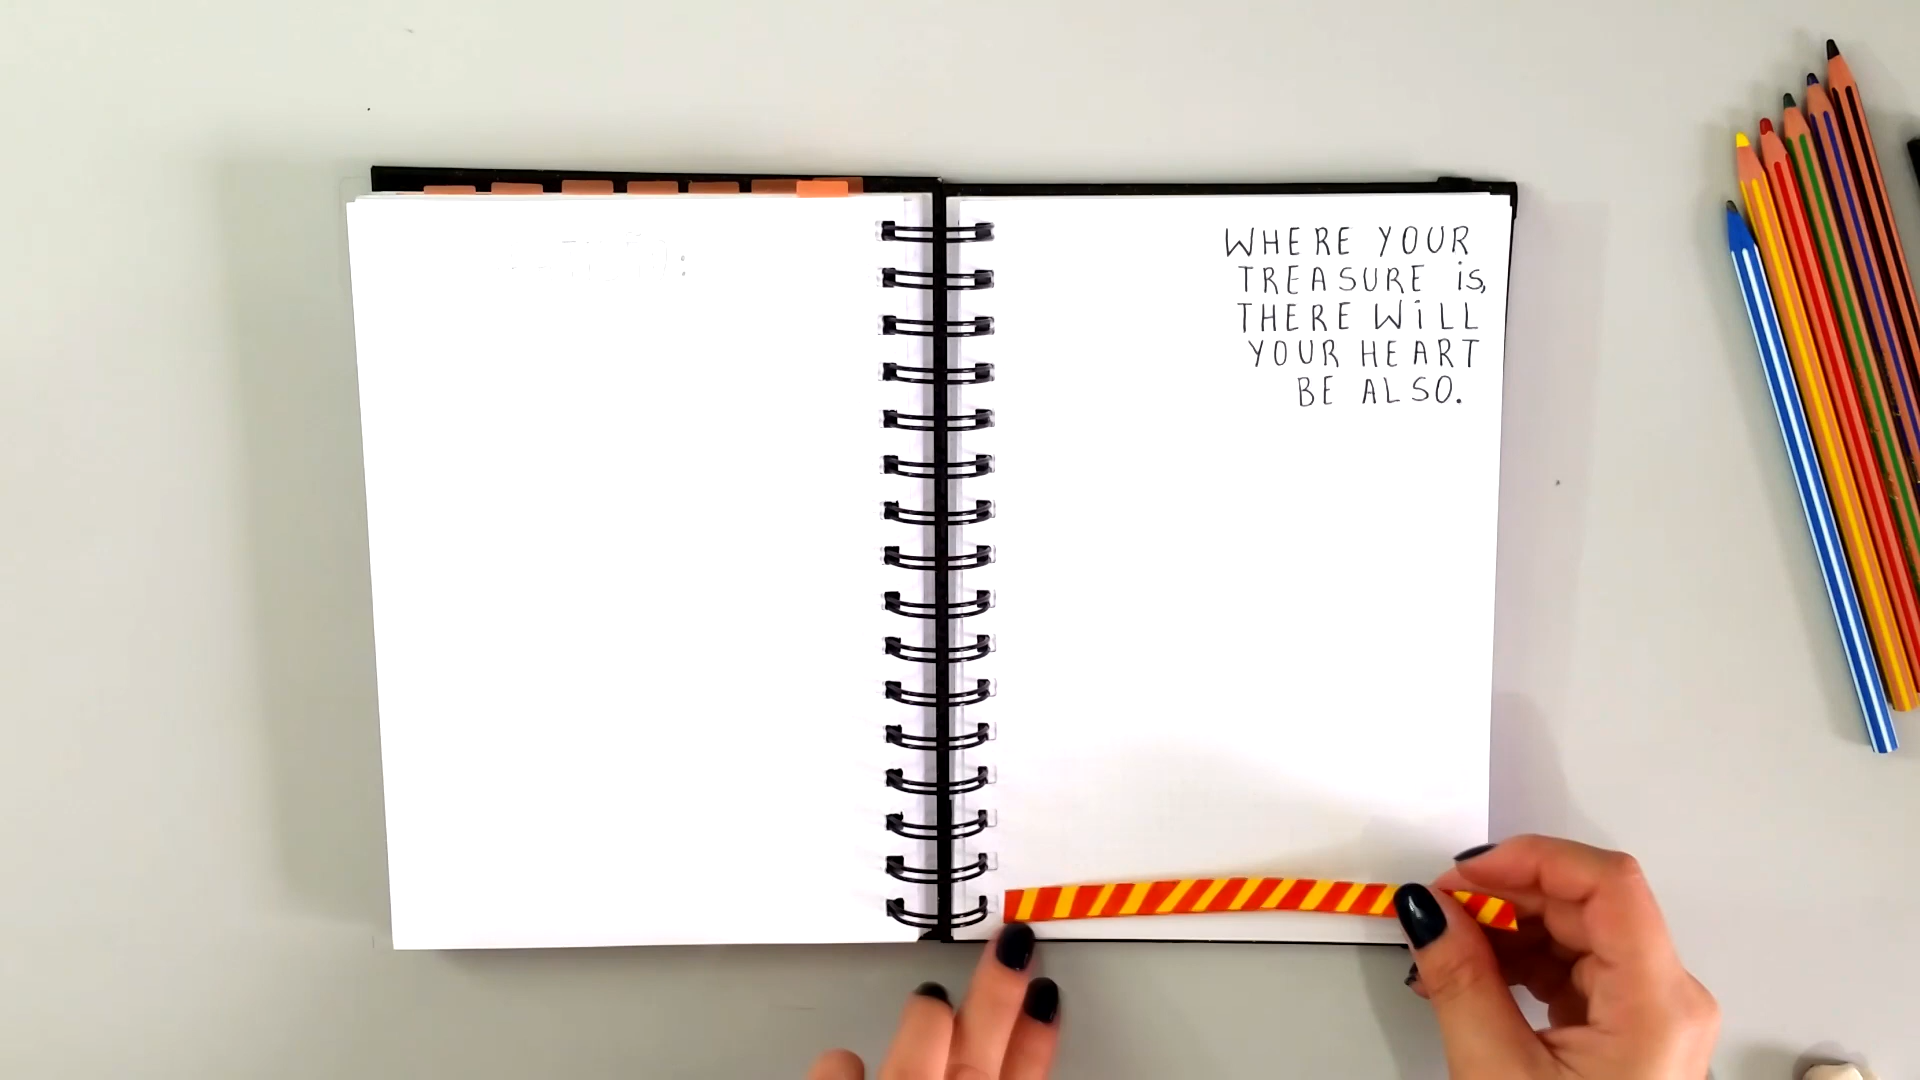 WHERE YOUR
TREASURE is,
THERE WiLL
YOUR HEART
BE ALSO.